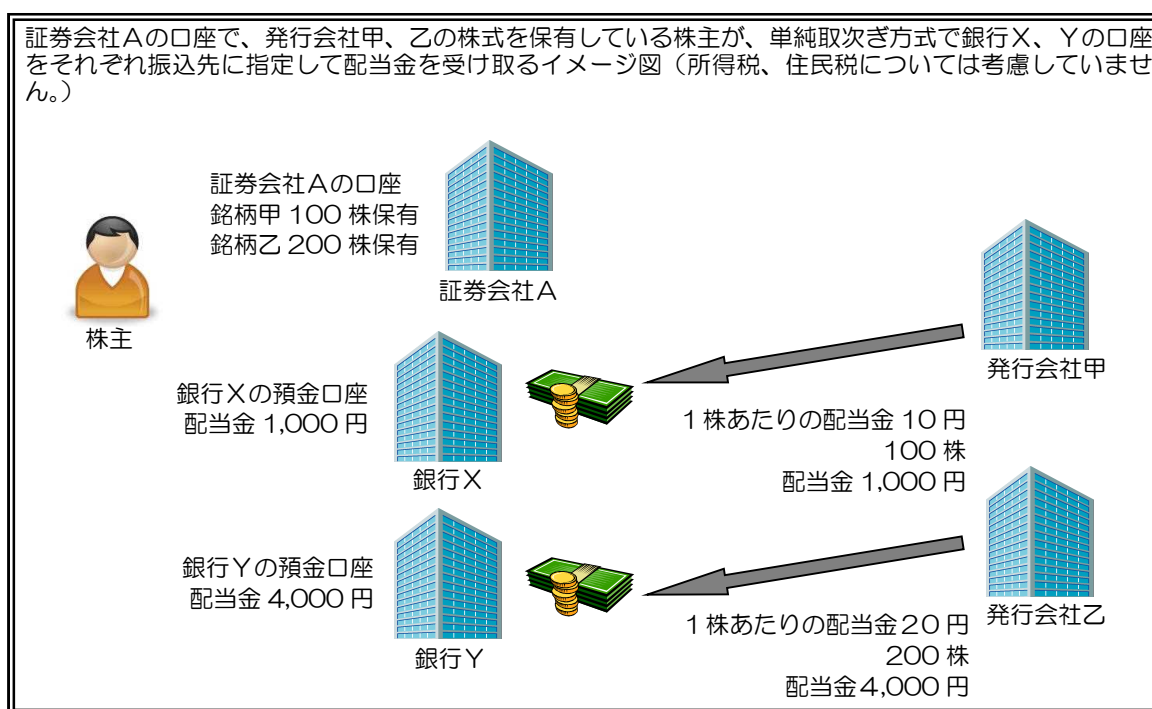 証券会社Aの口座で、発行会社甲、乙の株式を保有している株主が、単純取次ぎ方式で銀行X、Yの口座
をそれぞれ振込先に指定して配当金を受け取るイメージ図（所得税、住民税については考慮していませ
ん。）
証券会社Aの口座
銘柄甲 100 株保有
銘柄乙 200 株保有
証券会社A
株主
発行会社甲
銀行Xの預金口座
配当金 1,000 円
銀行X
1 株あたりの配当金 10 円
100 株
配当金 1,000 円
銀行Yの預金口座
配当金 4,000 円
銀行Y
発行会社乙
1 株あたりの配当金 20 円
200 株
配当金 4,000 円